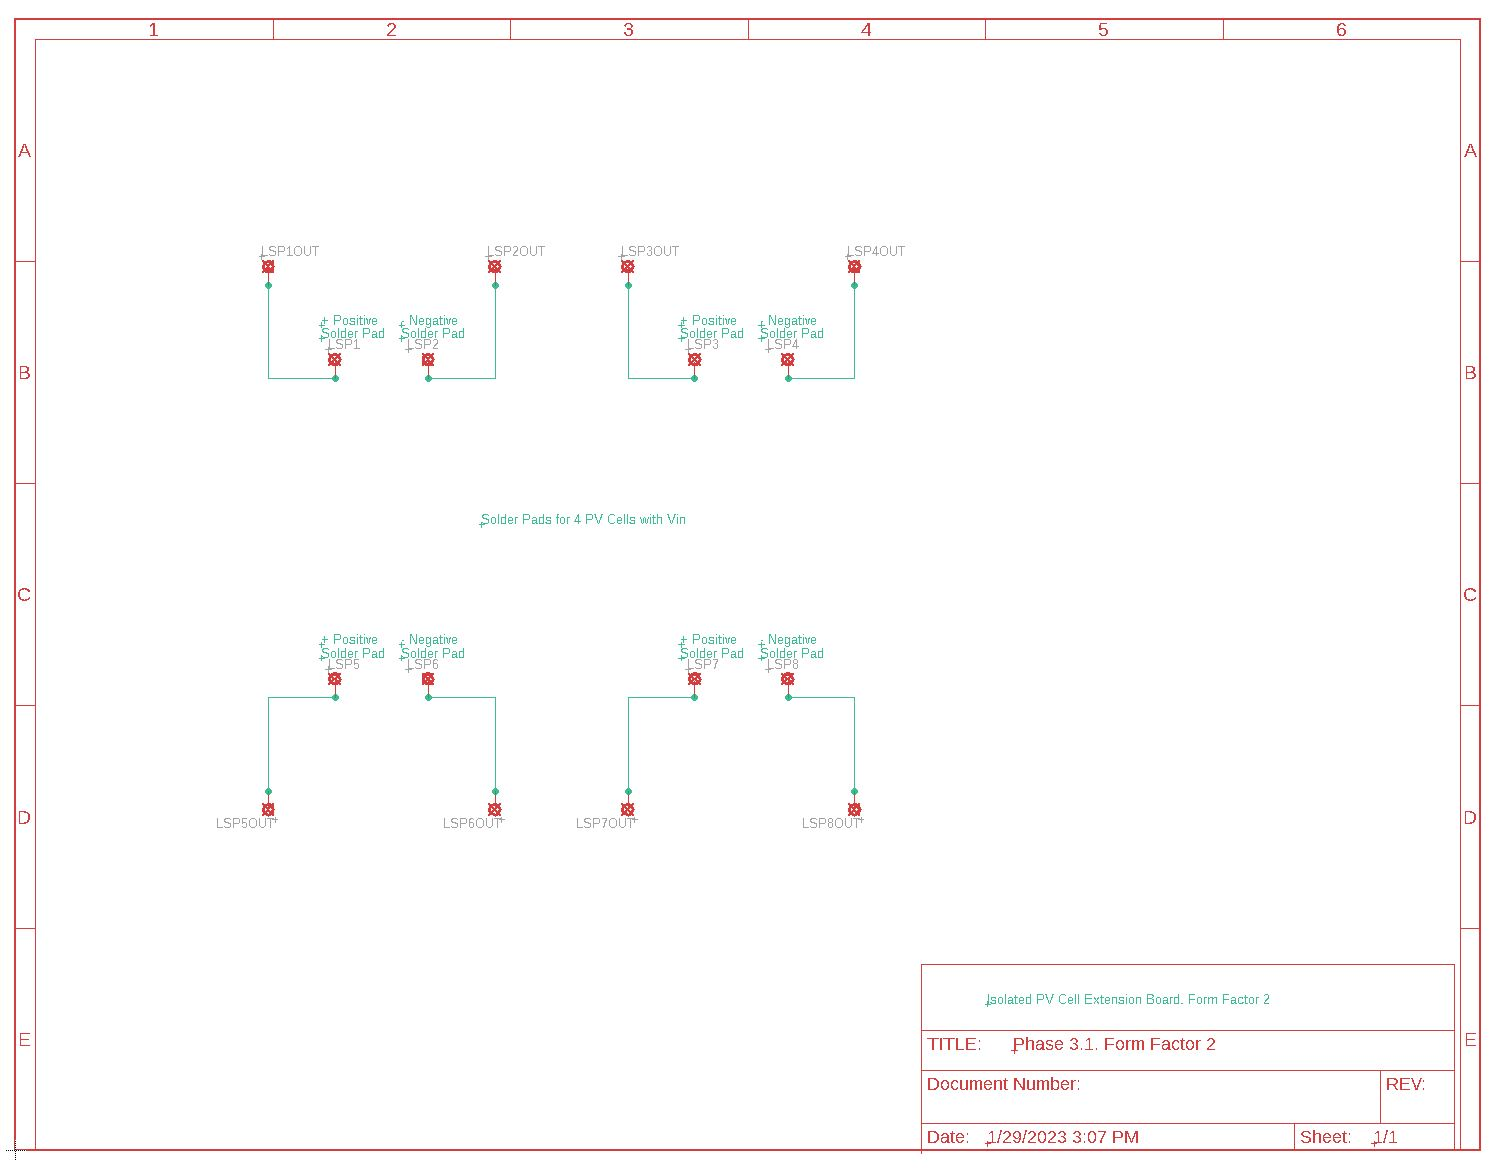 1 2 3 4 5 6
A A
LSP1OUT LSP2OUT LSP3OUT LSP4OUT
+ Positive - Negative + Positive - Negative
Solder Pad Solder Pad Solder Pad Solder Pad
LSP1 LSP2 LSP3 LSP4
B B
Solder Pads for 4 PV Cells with Vin
C C
+ Positive - Negative + Positive - Negative
Solder Pad Solder Pad Solder Pad Solder Pad
LSP5 LSP6 LSP7 LSP8
D D
LSP5OUT LSP6OUT LSP7OUT LSP8OUT
Isolated PV Cell Extension Board. Form Factor 2
E E
TITLE: Phase 3.1. Form Factor 2
Document Number: REV:
Date: 1/29/2023 3:07 PM Sheet: 1/1